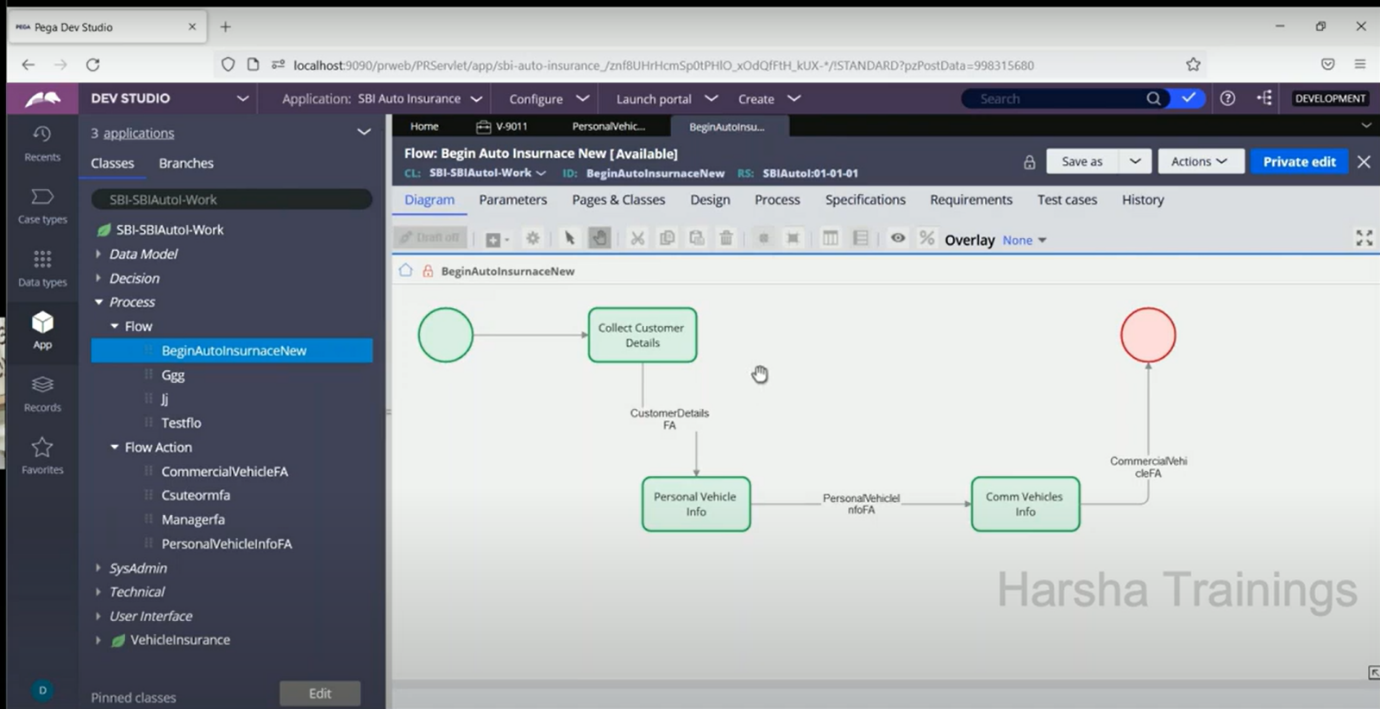 PEGA Pega Dev Studio
localhost:9090/prweb/PRServlet/app/sbi-auto-insurance_/znf8UHrHcmSp0tPHlO_xOdQfFtH_kUX-*/!STANDARD?pzPostData=998315680
DEV STUDIO Application: SBI Auto Insurance Configure Launch portal Create Search DEVELOPMENT
Recents
Case types
Data types
App
Records
Favorites
D
3 applications
Classes Branches
SBI-SBIAutoI-Work
SBI-SBIAutoI-Work
Data Model
Decision
Process
Flow
BeginAutoInsurnaceNew
Ggg
Jj
Testflo
Flow Action
CommercialVehicleFA
Csuteormfa
Managerfa
PersonalVehicleInfoFA
SysAdmin
Technical
User Interface
VehicleInsurance
Pinned classes Edit
Home V-9011 PersonalVehic... BeginAutoInsu...
Flow: Begin Auto Insurnace New [Available]
CL: SBI-SBIAutoI-Work ID: BeginAutoInsurnaceNew RS: SBIAutoI:01-01-01
Save as Actions Private edit
Diagram Parameters Pages & Classes Design Process Specifications Requirements Test cases History
Draft off Overlay None
BeginAutoInsurnaceNew
Collect Customer
Details
CustomerDetails
FA
Personal Vehicle
Info
PersonalVehicleI
nfoFA
Comm Vehicles
Info
CommercialVehi
cleFA
Harsha Trainings